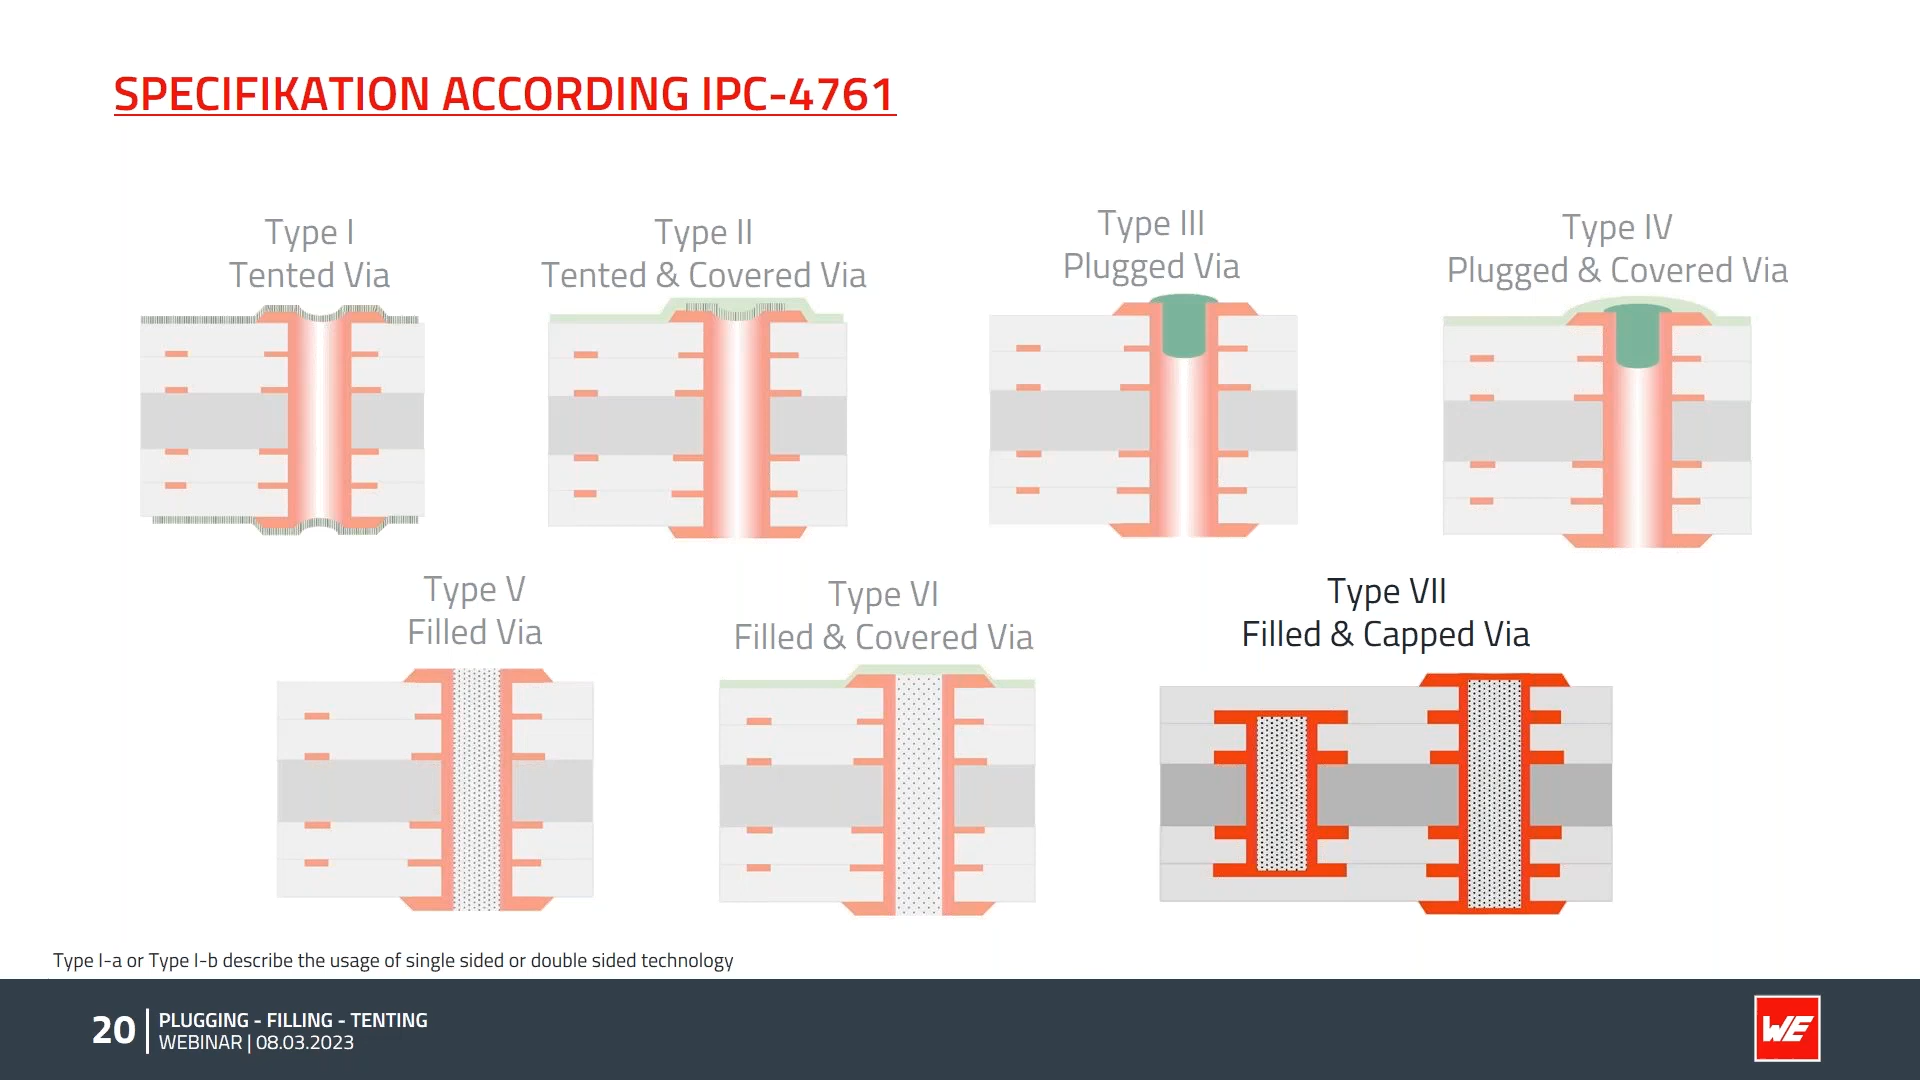 SPECIFIKATION ACCORDING IPC-4761
Type I
Tented Via
Type II
Tented & Covered Via
Type III
Plugged Via
Type IV
Plugged & Covered Via
Type V
Filled Via
Type VI
Filled & Covered Via
Type VII
Filled & Capped Via
Type I-a or Type I-b describe the usage of single sided or double sided technology
20
PLUGGING - FILLING - TENTING
WEBINAR | 08.03.2023
WE